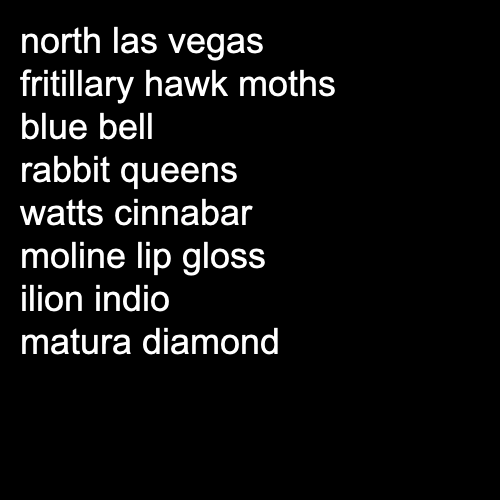 north las vegas
fritillary hawk moths
blue bell
rabbit queens
watts cinnabar
moline lip gloss
ilion indio
matura diamond